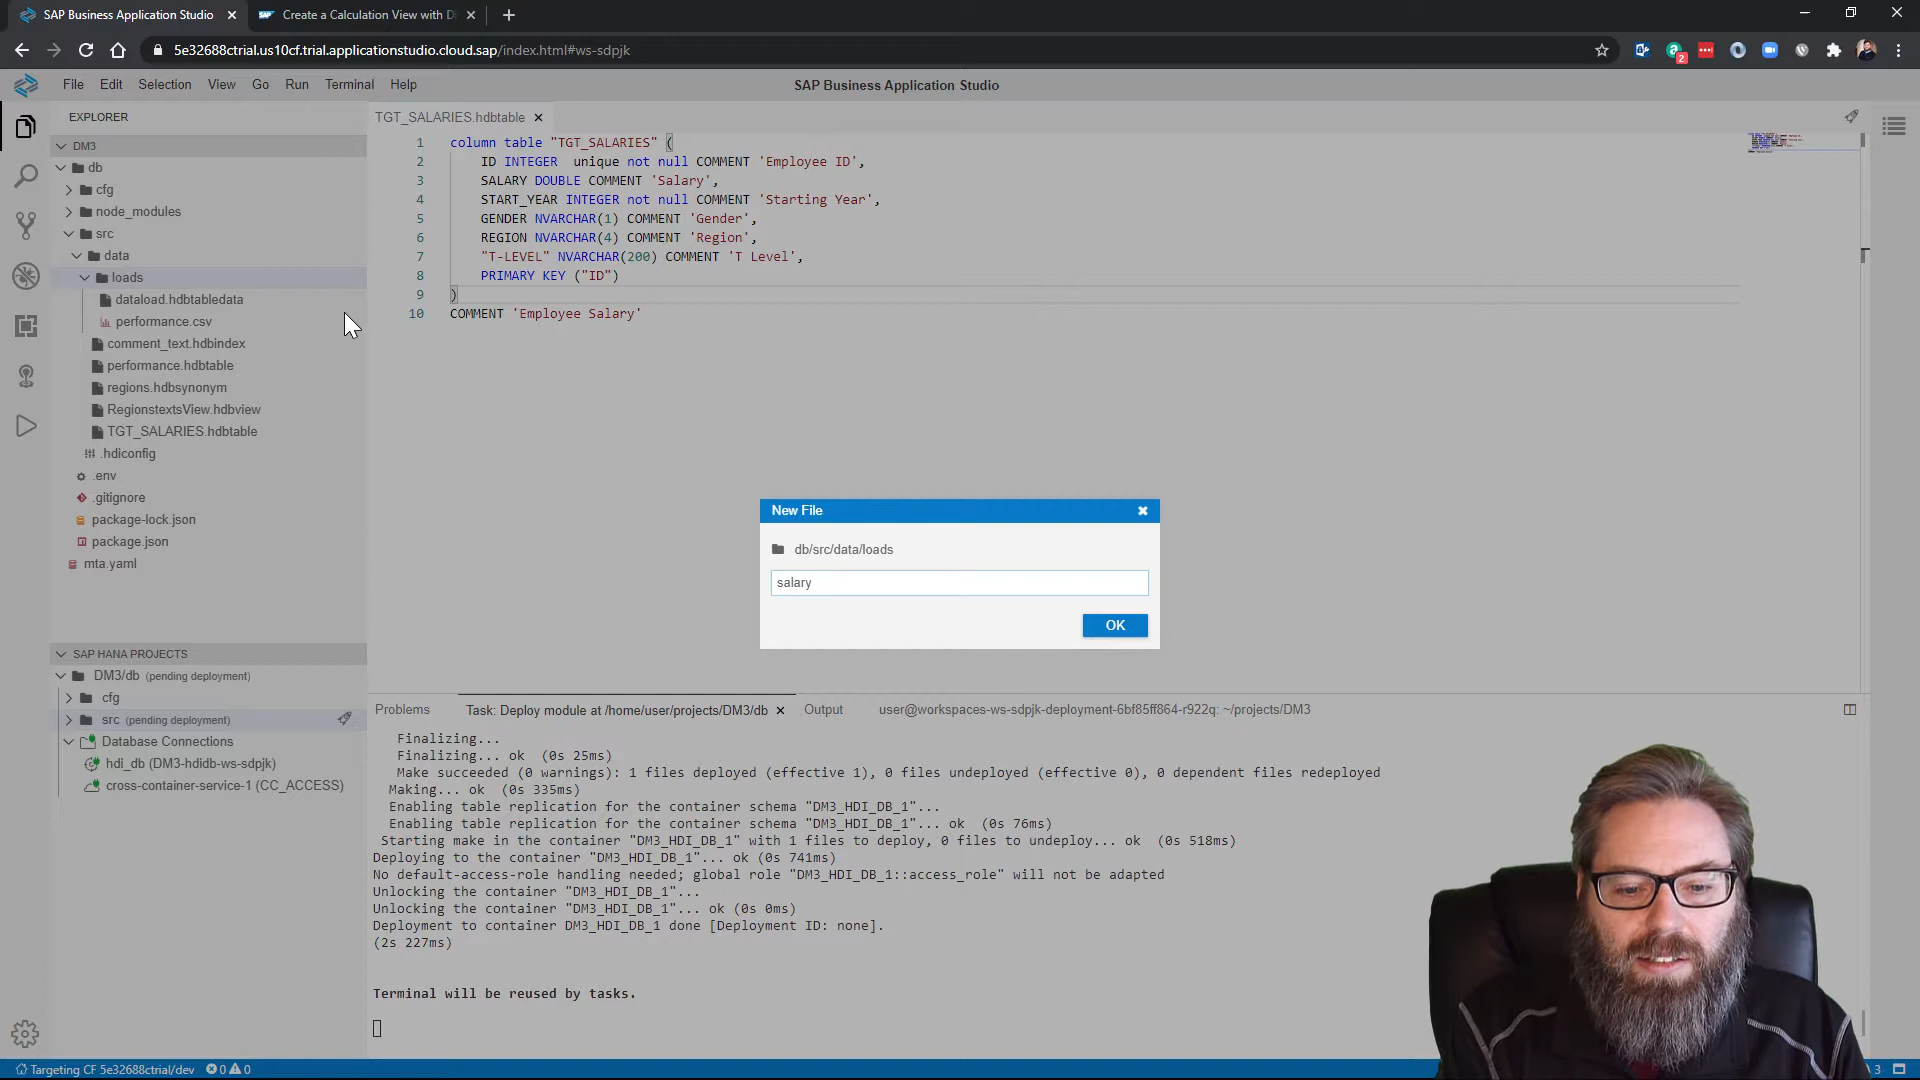 SAP Business Application Studio
Create a Calculation View with D
5e32688ctrial.us10cf.trial.applicationstudio.cloud.sap/index.html#ws-sdpjk
2
File Edit Selection View Go Run Terminal Help
SAP Business Application Studio
EXPLORER
DM3
db
cfg
node_modules
src
data
loads
dataload.hdbtabledata
performance.csv
comment_text.hdbindex
performance.hdbtable
regions.hdbsynonym
RegionstextsView.hdbview
TGT_SALARIES.hdbtable
.hdiconfig
.env
.gitignore
package-lock.json
package.json
mta.yaml
TGT_SALARIES.hdbtable
1 column table "TGT_SALARIES" (
2 ID INTEGER unique not null COMMENT 'Employee ID',
3 SALARY DOUBLE COMMENT 'Salary',
4 START_YEAR INTEGER not null COMMENT 'Starting Year',
5 GENDER NVARCHAR(1) COMMENT 'Gender',
6 REGION NVARCHAR(4) COMMENT 'Region',
7 "T-LEVEL" NVARCHAR(200) COMMENT 'T Level',
8 PRIMARY KEY ("ID")
9 )
10 COMMENT 'Employee Salary'
New File
db/src/data/loads
salary
OK
SAP HANA PROJECTS
DM3/db (pending deployment)
cfg
src (pending deployment)
Database Connections
hdi_db (DM3-hdidb-ws-sdpjk)
cross-container-service-1 (CC_ACCESS)
Problems Task: Deploy module at /home/user/projects/DM3/db Output user@workspaces-ws-sdpjk-deployment-6bf85ff864-r922q: ~/projects/DM3
Finalizing...
Finalizing... ok (0s 25ms)
Make succeeded (0 warnings): 1 files deployed (effective 1), 0 files undeployed (effective 0), 0 dependent files redeployed
Making... ok (0s 335ms)
Enabling table replication for the container schema "DM3_HDI_DB_1"...
Enabling table replication for the container schema "DM3_HDI_DB_1"... ok (0s 76ms)
Starting make in the container "DM3_HDI_DB_1" with 1 files to deploy, 0 files to undeploy... ok (0s 518ms)
Deploying to the container "DM3_HDI_DB_1"... ok (0s 741ms)
No default-access-role handling needed; global role "DM3_HDI_DB_1::access_role" will not be adapted
Unlocking the container "DM3_HDI_DB_1"...
Unlocking the container "DM3_HDI_DB_1"... ok (0s 0ms)
Deployment to container DM3_HDI_DB_1 done [Deployment ID: none].
(2s 227ms)
Terminal will be reused by tasks.
Targeting CF 5e32688ctrial/dev 0 0
3